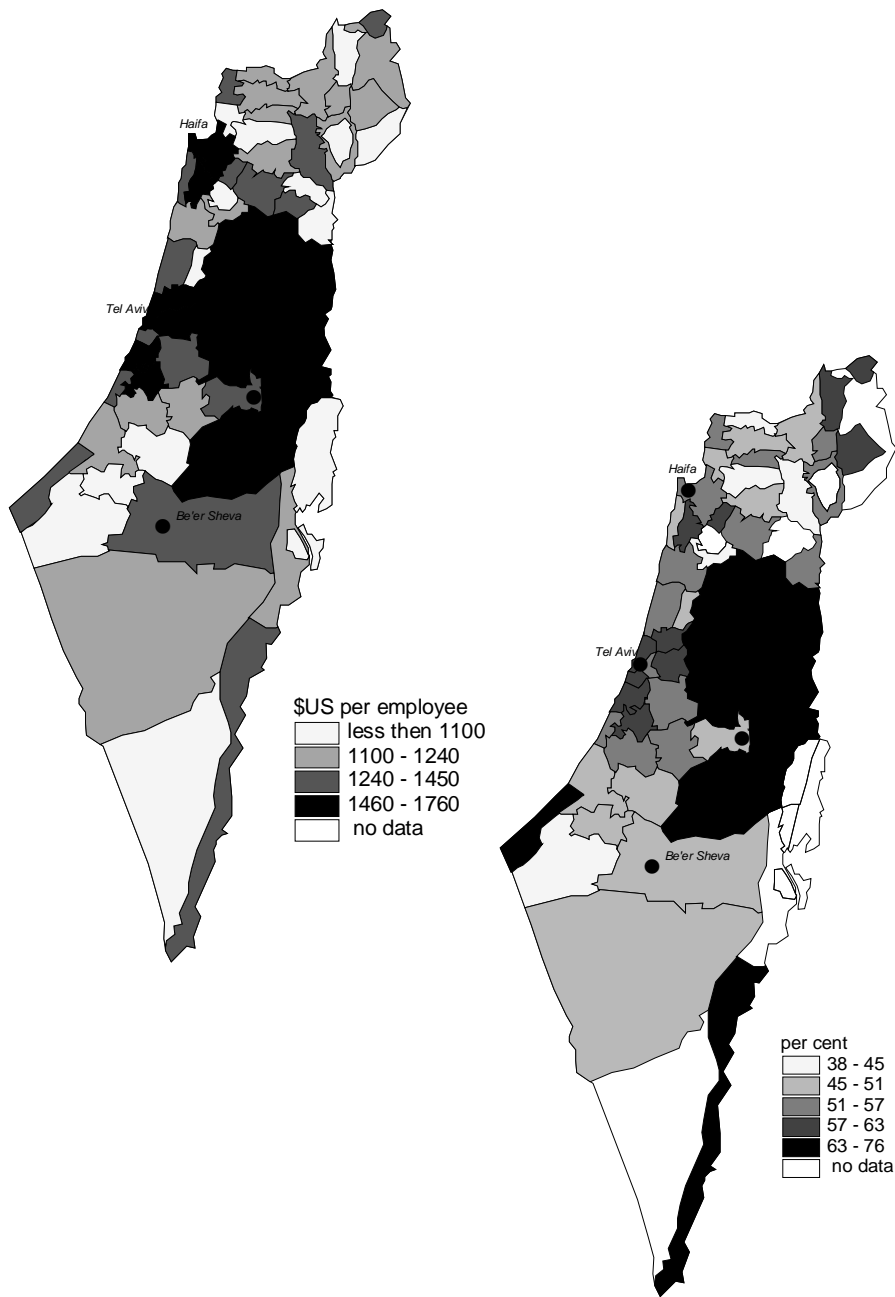 Haifa
Tel Aviv
Be'er Sheva
$US per employee
less then 1100
1100 - 1240
1240 - 1450
1460 - 1760
no data
Haifa
Tel Aviv
Be'er Sheva
per cent
38 - 45
45 - 51
51 - 57
57 - 63
63 - 76
no data